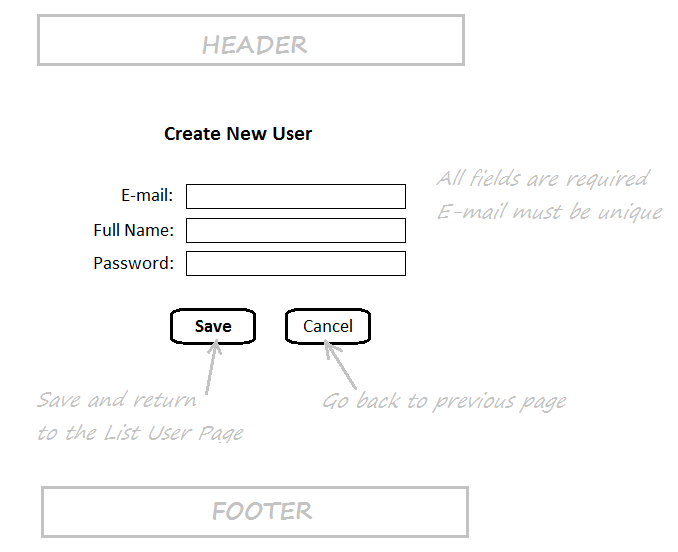 HEADER
Create New User
E-mail:
All fields are required
E-mail must be unique
Full Name:
Password:
Save
Cancel
Save and return
to the List User Page
Go back to previous page
FOOTER